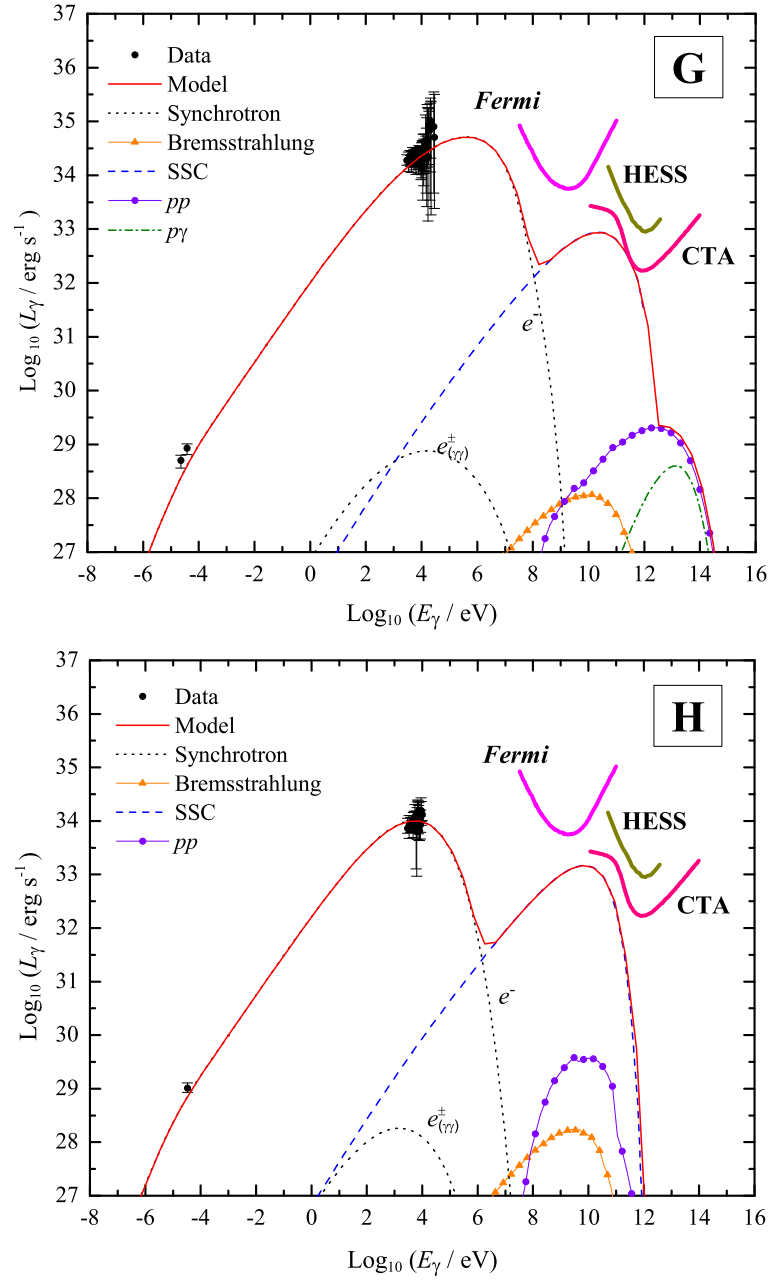 37
36
35
34
33
32
31
30
29
28
27
Log₁₀ (Lγ / erg s⁻¹)
Data
Model
Synchrotron
Bremsstrahlung
SSC
pp
pγ
G
Fermi
HESS
CTA
e⁻
e±(γγ)
-8 -6 -4 -2 0 2 4 6 8 10 12 14 16
Log₁₀ (Eγ / eV)
37
36
35
34
33
32
31
30
29
28
27
Log₁₀ (Lγ / erg s⁻¹)
Data
Model
Synchrotron
Bremsstrahlung
SSC
pp
H
Fermi
HESS
CTA
e⁻
e±(γγ)
-8 -6 -4 -2 0 2 4 6 8 10 12 14 16
Log₁₀ (Eγ / eV)